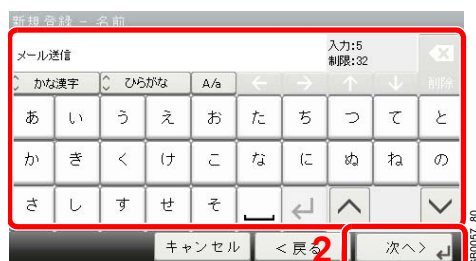 新規登録 - 名前
メール送信
入力:5
制限:32
かな漢字 ひらがな A/a ← → ↑ ↓ 削除
あ い う え お た ち つ て と
か き く け こ な に ぬ ね の
さ し す せ そ
キャンセル < 戻る 2 次へ >